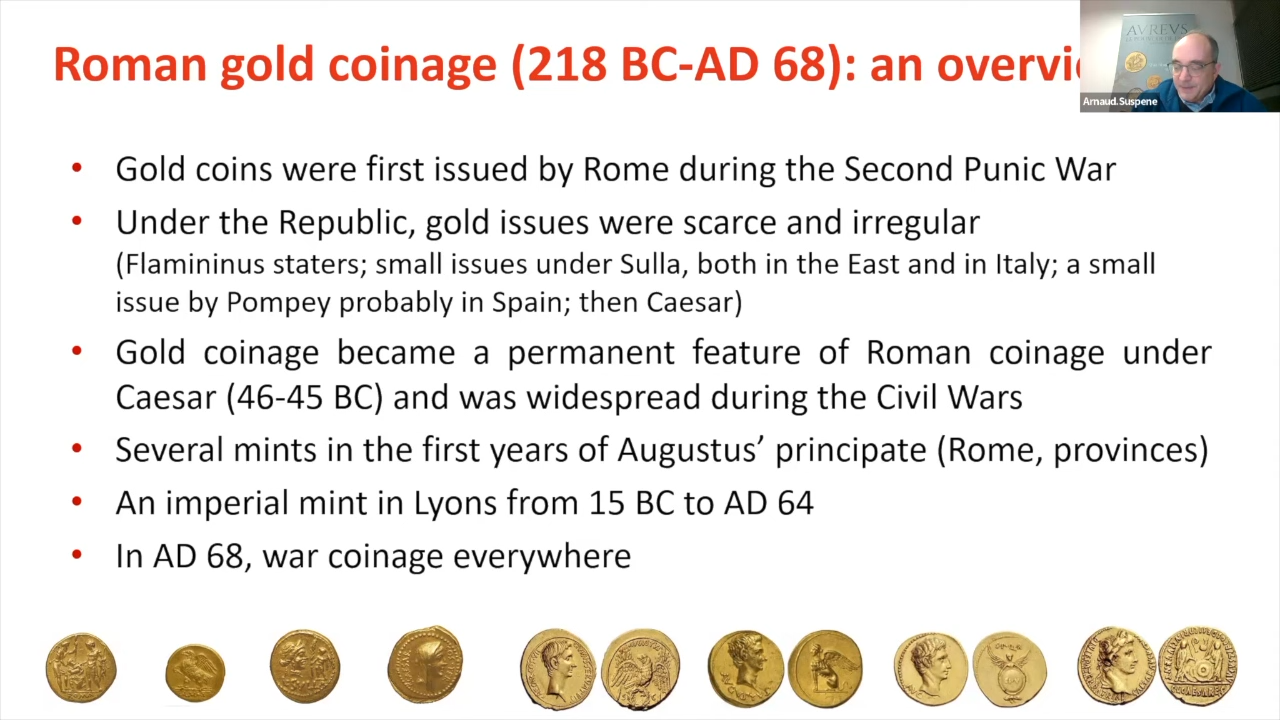 Roman gold coinage (218 BC-AD 68): an overvi
AVREVS
Arnaud.Suspene
• Gold coins were first issued by Rome during the Second Punic War
• Under the Republic, gold issues were scarce and irregular
(Flamininus staters; small issues under Sulla, both in the East and in Italy; a small
issue by Pompey probably in Spain; then Caesar)
• Gold coinage became a permanent feature of Roman coinage under
Caesar (46-45 BC) and was widespread during the Civil Wars
• Several mints in the first years of Augustus’ principate (Rome, provinces)
• An imperial mint in Lyons from 15 BC to AD 64
• In AD 68, war coinage everywhere